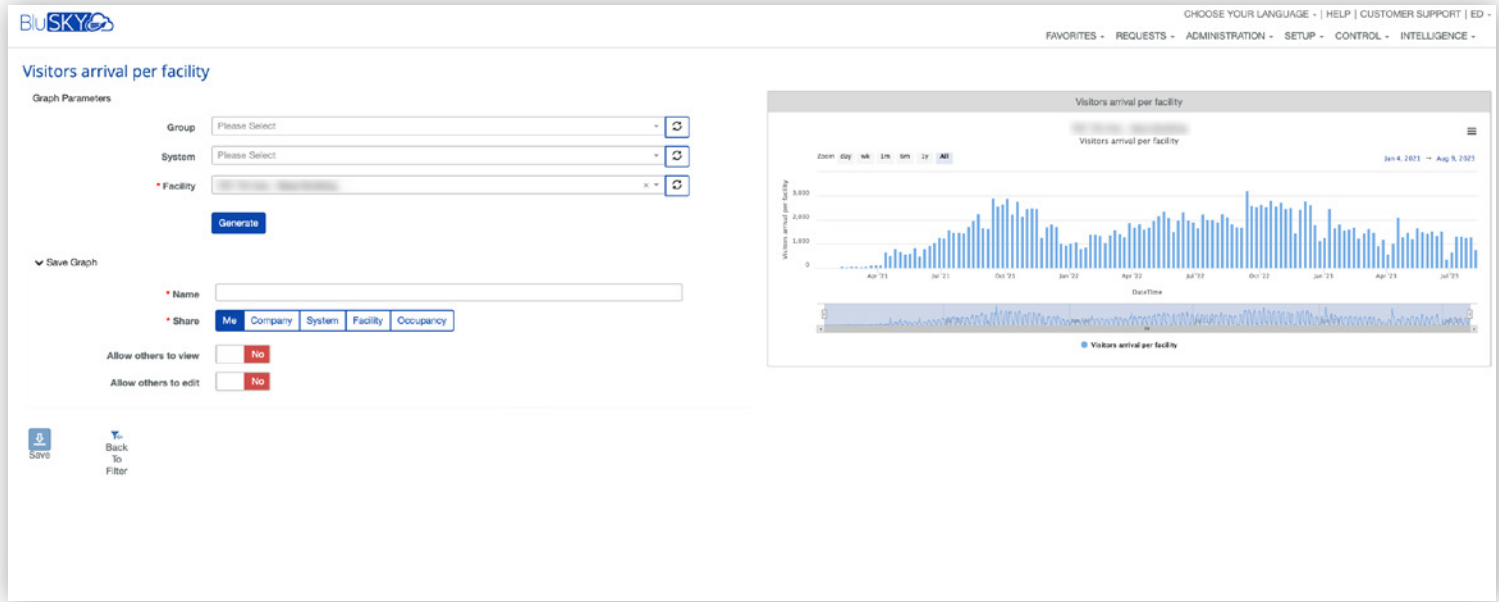 BluSKY
CHOOSE YOUR LANGUAGE - | HELP | CUSTOMER SUPPORT | ED -
FAVORITES - REQUESTS - ADMINISTRATION - SETUP - CONTROL - INTELLIGENCE -
Visitors arrival per facility
Graph Parameters
Group Please Select
System Please Select
* Facility
Generate
Save Graph
* Name
* Share Me Company System Facility Occupancy
Allow others to view No
Allow others to edit No
Save
Back
To
Filter
Visitors arrival per facility
Visitors arrival per facility
Zoom day wk 1m 6m 1y All
Jan 4, 2021 → Aug 9, 2023
Visitors arrival per facility
3,000
2,000
1,000
0
Apr '21 Jul '21 Oct '21 Jan '22 Apr '22 Jul '22 Oct '22 Jan '23 Apr '23 Jul '23
DateTime
Visitors arrival per facility